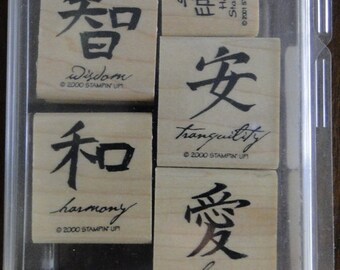 智
wisdom
© 2000 STAMPIN' UP!
安
tranquility
© 2000 STAMPIN' UP!
和
harmony
© 2000 STAMPIN' UP!
愛